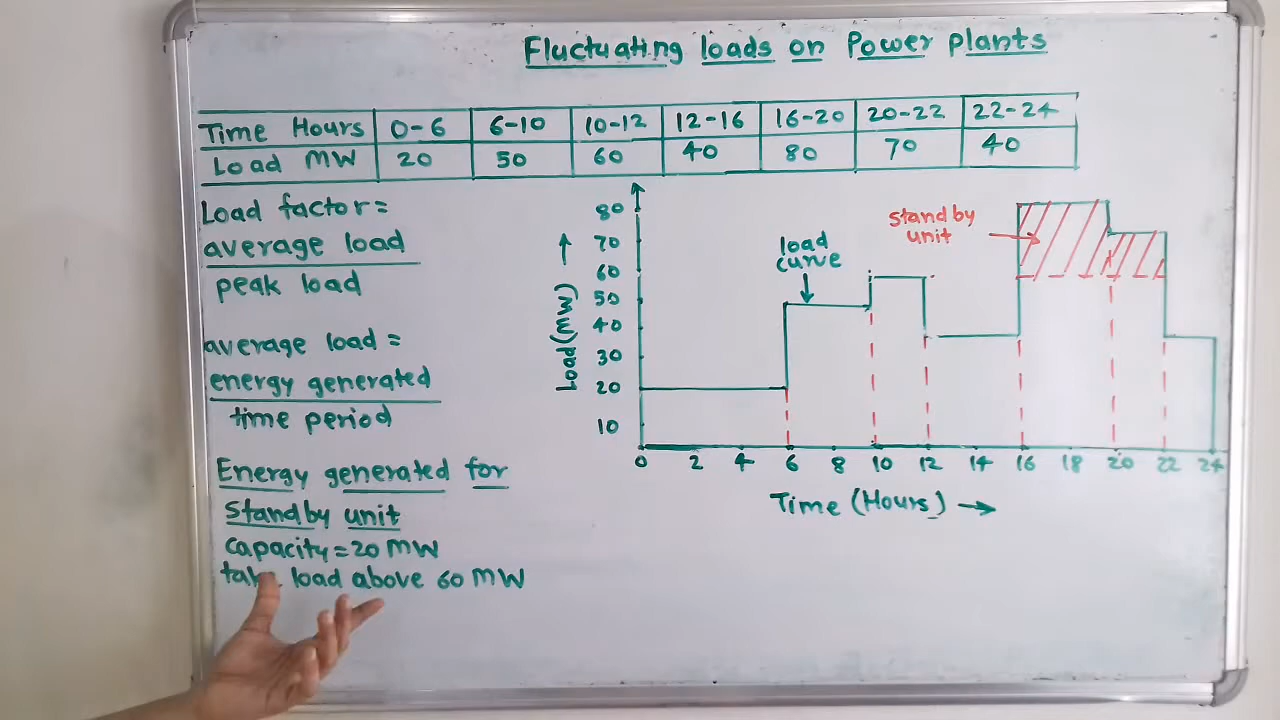 Fluctuating loads on Power plants
Time Hours 0-6 6-10 10-12 12-16 16-20 20-22 22-24
Load MW 20 50 60 40 80 70 40
Load factor =
average load
peak load
average load =
energy generated
time period
Energy generated for
Standby unit
capacity = 20 MW
load above 60 MW
80
70
60
50
40
30
20
10
Load (MW)
load
curve
stand by
unit
0 2 4 6 8 10 12 14 16 18 20 22 24
Time (Hours)